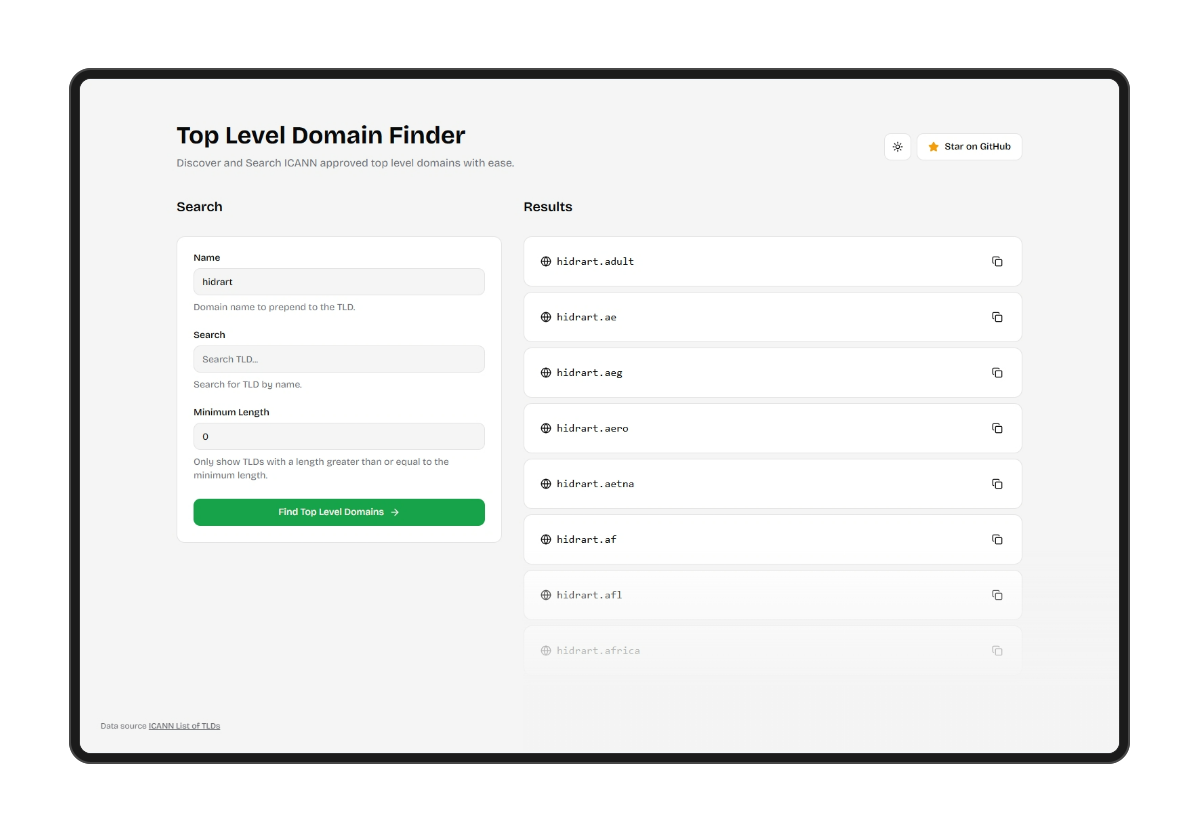 Top Level Domain Finder
Discover and Search ICANN approved top level domains with ease.
Star on GitHub
Search
Name
hidrart
Domain name to prepend to the TLD.
Search
Search TLD...
Search for TLD by name.
Minimum Length
0
Only show TLDs with a length greater than or equal to the
minimum length.
Find Top Level Domains →
Results
hidrart.adult
hidrart.ae
hidrart.aeg
hidrart.aero
hidrart.aetna
hidrart.af
hidrart.afl
hidrart.africa
Data source ICANN List of TLDs